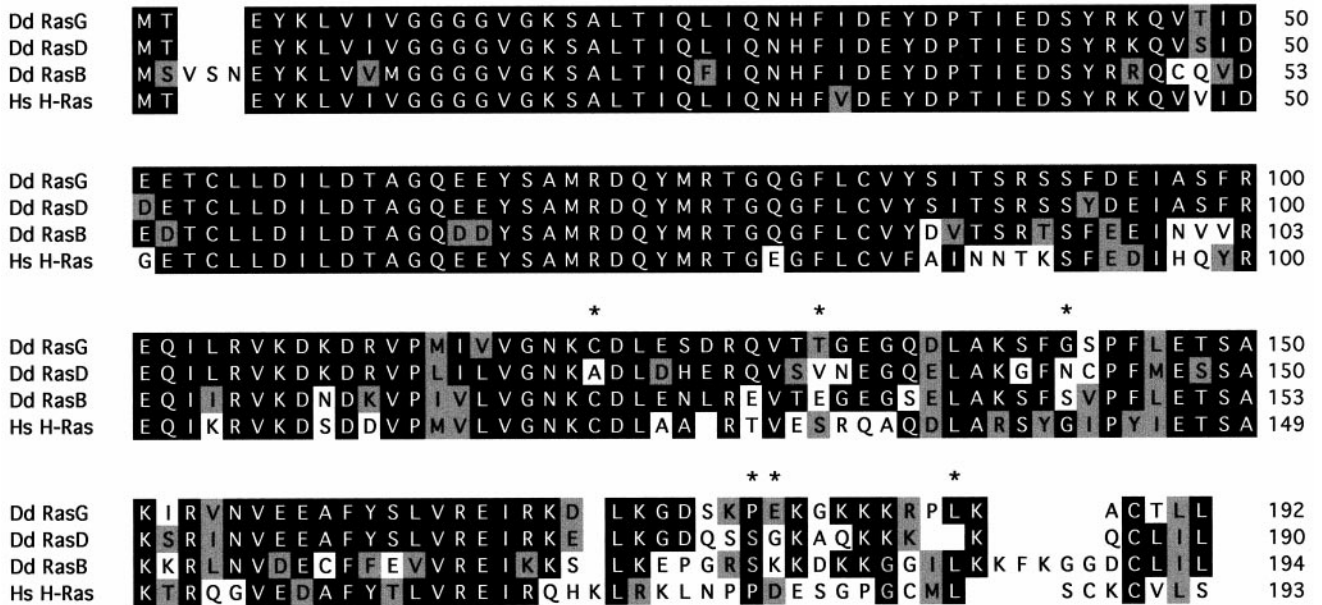 Dd RasG M T E Y K L V I V G G G G V G K S A L T I Q L I Q N H F I D E Y D P T I E D S Y R K Q V T I D 50
Dd RasD M T E Y K L V I V G G G G V G K S A L T I Q L I Q N H F I D E Y D P T I E D S Y R K Q V S I D 50
Dd RasB M S V S N E Y K L V V M G G G G V G K S A L T I Q F I Q N H F I D E Y D P T I E D S Y R R Q C Q V D 53
Hs H-Ras M T E Y K L V I V G G G G V G K S A L T I Q L I Q N H F V D E Y D P T I E D S Y R K Q V V I D 50
Dd RasG E E T C L L D I L D T A G Q E E Y S A M R D Q Y M R T G Q G F L C V Y S I T S R S S F D E I A S F R 100
Dd RasD D E T C L L D I L D T A G Q E E Y S A M R D Q Y M R T G Q G F L C V Y S I T S R S S Y D E I A S F R 100
Dd RasB E D T C L L D I L D T A G Q D D Y S A M R D Q Y M R T G Q G F L C V Y D V T S R T S F E E I N V V R 103
Hs H-Ras G E T C L L D I L D T A G Q E E Y S A M R D Q Y M R T G E G F L C V F A I N N T K S F E D I H Q Y R 100
* * *
Dd RasG E Q I L R V K D K D R V P M I V V G N K C D L E S D R Q V T T G E G Q D L A K S F G S P F L E T S A 150
Dd RasD E Q I L R V K D K D R V P L I L V G N K A D L D H E R Q V S V N E G Q E L A K G F N C P F M E S S A 150
Dd RasB E Q I I R V K D N D K V P I V L V G N K C D L E N L R E V T E G E G S E L A K S F S V P F L E T S A 153
Hs H-Ras E Q I K R V K D S D D V P M V L V G N K C D L A A R T V E S R Q A Q D L A R S Y G I P Y I E T S A 149
* * *
Dd RasG K I R V N V E E A F Y S L V R E I R K D L K G D S K P E K G K K K R P L K A C T L L 192
Dd RasD K S R I N V E E A F Y S L V R E I R K E L K G D Q S S G K A Q K K K K Q C L I L 190
Dd RasB K K R L N V D E C F F E V V R E I K K S L K E P G R S K K D K K G G I L K K F K G G D C L I L 194
Hs H-Ras K T R Q G V E D A F Y T L V R E I R Q H K L R K L N P P D E S G P G C M L S C K C V L S 193